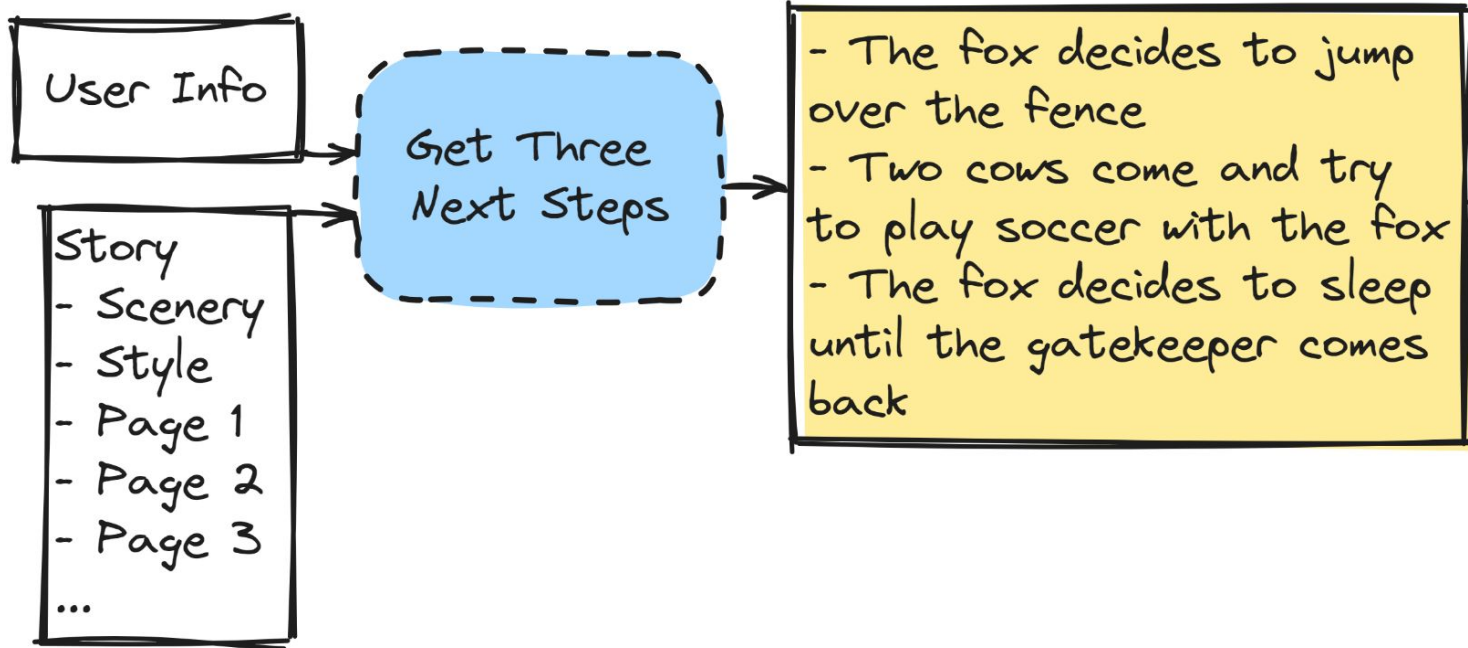 User Info
Story
- Scenery
- Style
- Page 1
- Page 2
- Page 3
...
Get Three
Next Steps
- The fox decides to jump
over the fence
- Two cows come and try
to play soccer with the fox
- The fox decides to sleep
until the gatekeeper comes
back